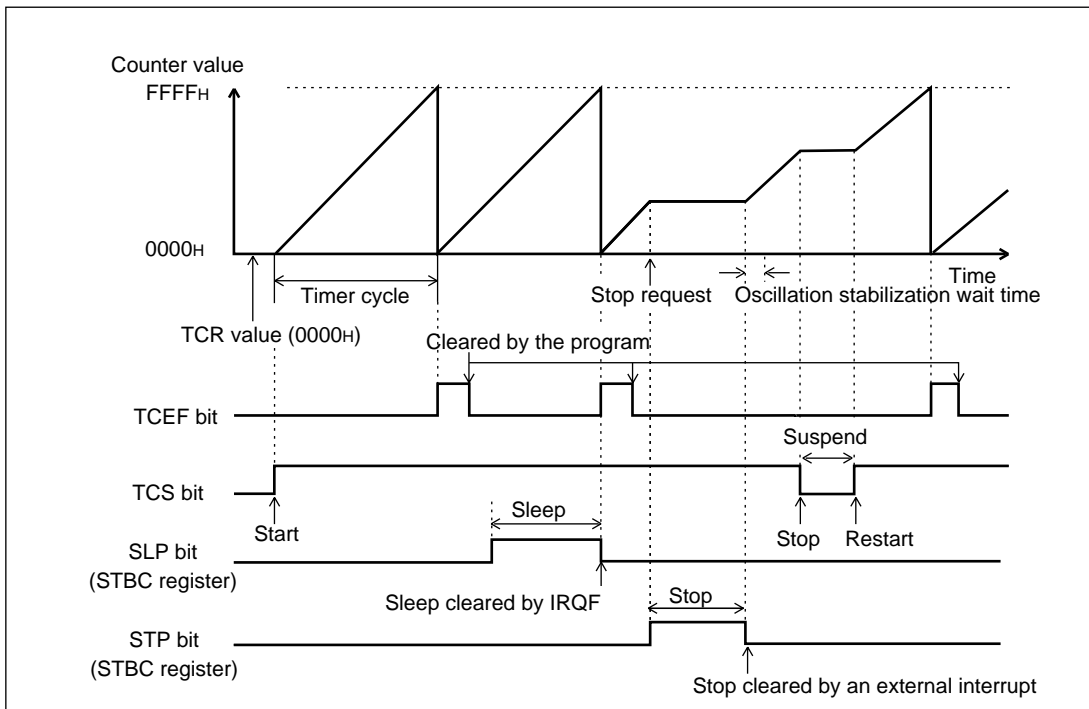 Counter value
FFFFH
0000H
Time
Timer cycle
Stop request
Oscillation stabilization wait time
TCR value (0000H)
Cleared by the program
TCEF bit
Suspend
TCS bit
Start
Sleep
Stop
Restart
SLP bit
(STBC register)
Sleep cleared by IRQF
Stop
STP bit
(STBC register)
Stop cleared by an external interrupt